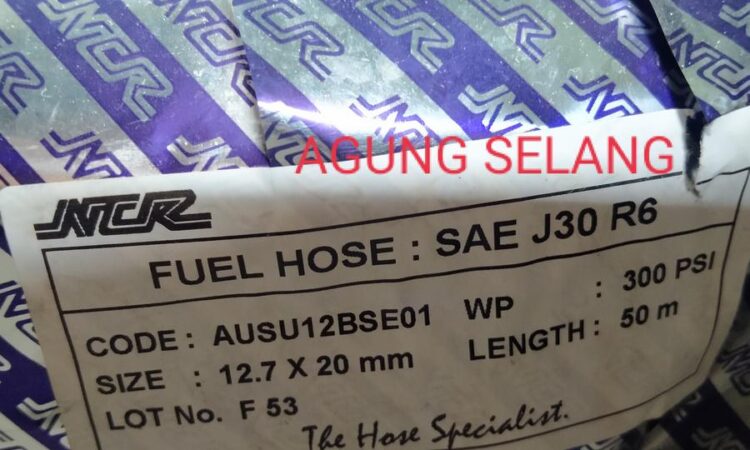 AGUNG SELANG
NCR
FUEL HOSE : SAE J30 R6
CODE : AUSU12BSE01 WP : 300 PSI
SIZE : 12.7 X 20 mm LENGTH : 50 m
LOT No. F 53
The Hose Specialist.